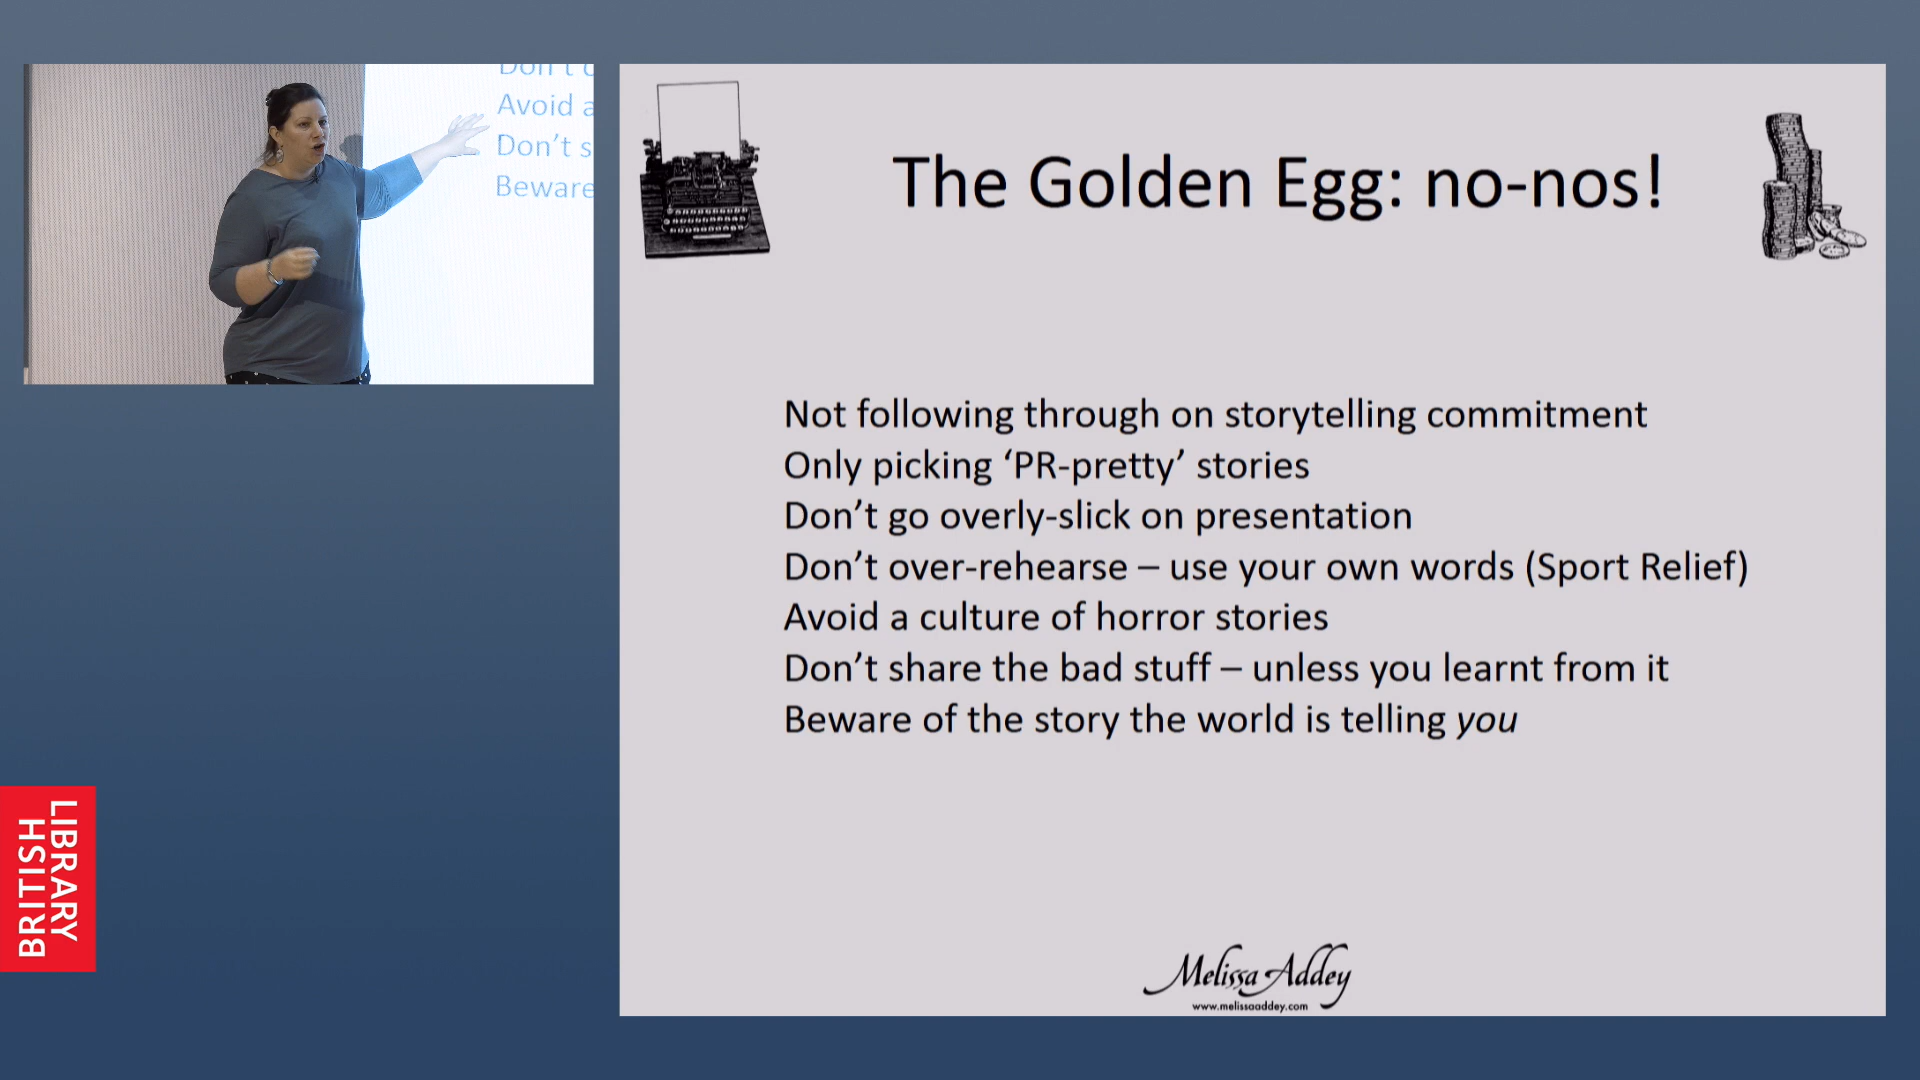 Don't
Avoid a
Don't s
Beware
The Golden Egg: no-nos!
Not following through on storytelling commitment
Only picking ‘PR-pretty’ stories
Don’t go overly-slick on presentation
Don’t over-rehearse – use your own words (Sport Relief)
Avoid a culture of horror stories
Don’t share the bad stuff – unless you learnt from it
Beware of the story the world is telling you
Melissa Addey
www.melissaaddey.com
BRITISH
LIBRARY